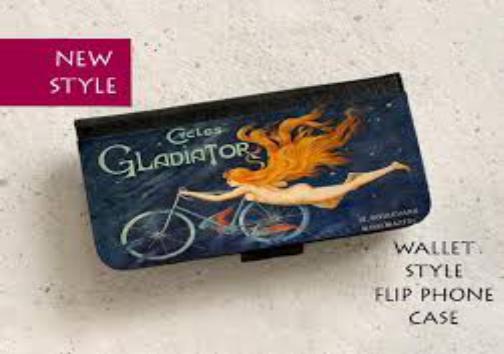 NEW
STYLE
Cycles
GLADIATOR
WALLET
STYLE
FLIP PHONE
CASE